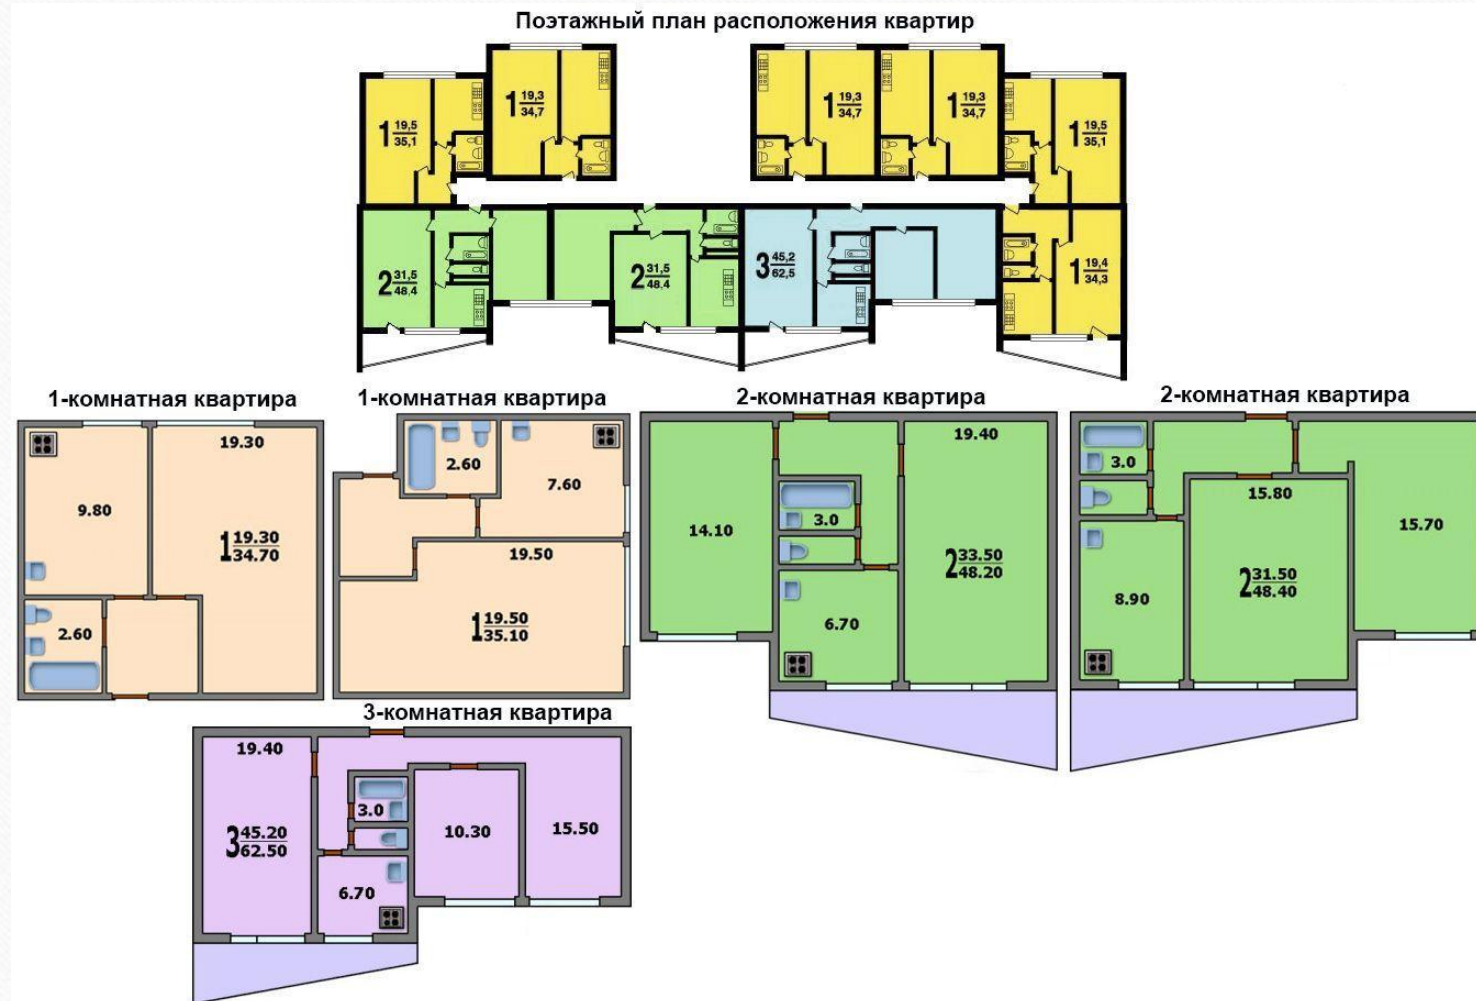 Поэтажный план расположения квартир
1 19,5 35,1
1 19,3 34,7
1 19,3 34,7
1 19,3 34,7
1 19,5 35,1
2 31,5 48,4
2 31,5 48,4
3 45,2 62,5
1 19,4 34,3
1-комнатная квартира
19.30
9.80
1 19.30 34.70
2.60
1-комнатная квартира
2.60
7.60
19.50
1 19.50 35.10
2-комнатная квартира
19.40
14.10
3.0
2 33.50 48.20
6.70
2-комнатная квартира
3.0
15.80
15.70
2 31.50 48.40
8.90
3-комнатная квартира
19.40
3.0
3 45.20 62.50
10.30
15.50
6.70